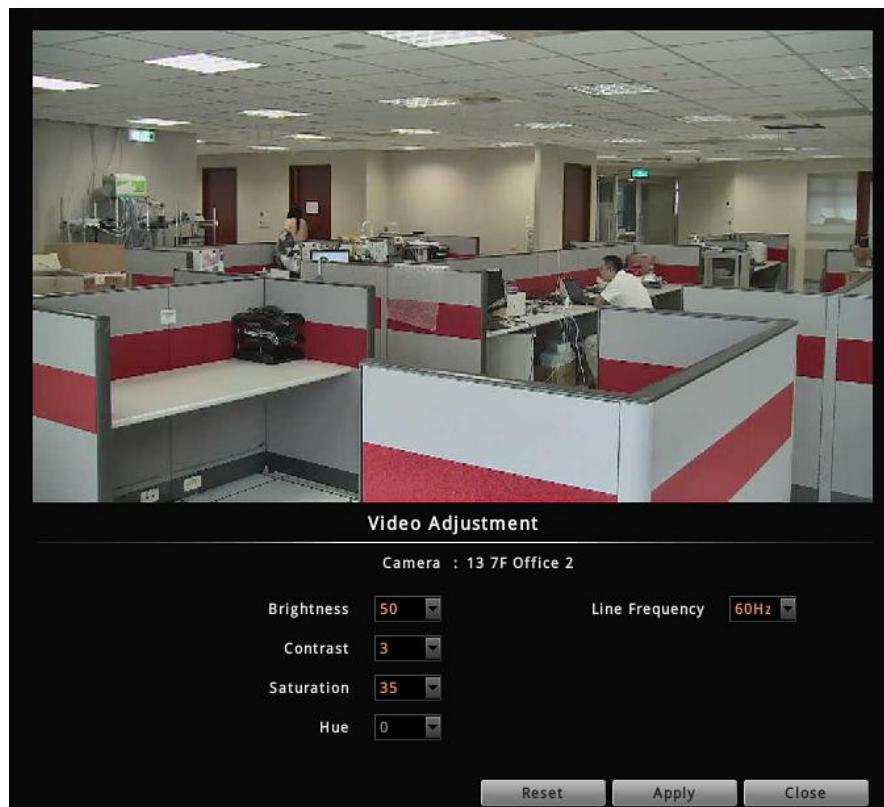 Video Adjustment
Camera : 13 7F Office 2
Brightness 50 Line Frequency 60Hz
Contrast 3
Saturation 35
Hue 0
Reset Apply Close